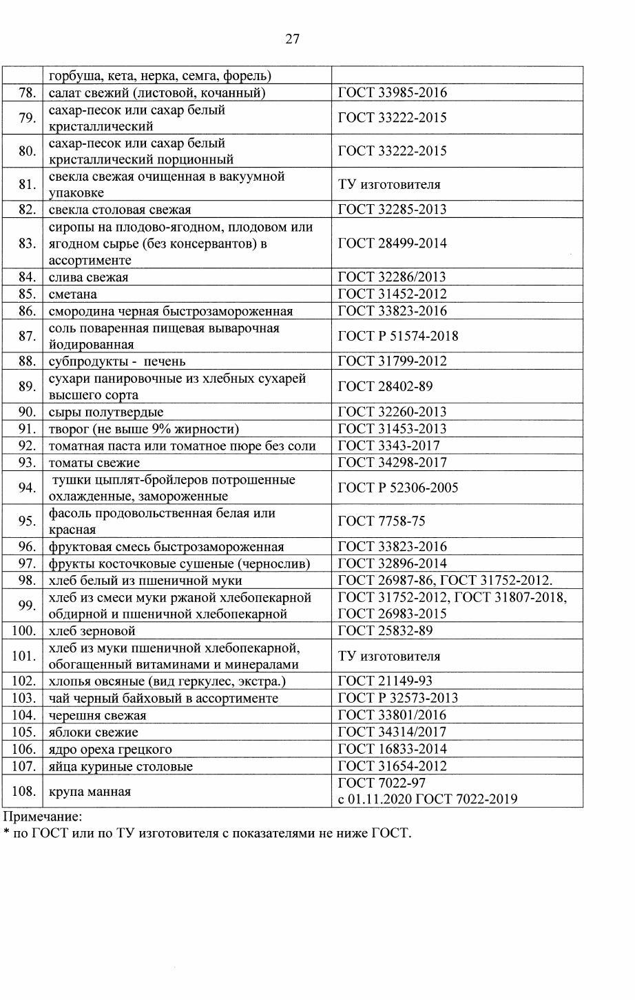 27
горбуша, кета, нерка, семга, форель)
78. салат свежий (листовой, кочанный) ГОСТ 33985-2016
79. сахар-песок или сахар белый
кристаллический ГОСТ 33222-2015
80. сахар-песок или сахар белый
кристаллический порционный ГОСТ 33222-2015
81. свекла свежая очищенная в вакуумной
упаковке ТУ изготовителя
82. свекла столовая свежая ГОСТ 32285-2013
сиропы на плодово-ягодном, плодовом или
83. ягодном сырье (без консервантов) в ГОСТ 28499-2014
ассортименте
84. слива свежая ГОСТ 32286/2013
85. сметана ГОСТ 31452-2012
86. смородина черная быстрозамороженная ГОСТ 33823-2016
87. соль поваренная пищевая выварочная
йодированная ГОСТ Р 51574-2018
88. субпродукты - печень ГОСТ 31799-2012
89. сухари панировочные из хлебных сухарей
высшего сорта ГОСТ 28402-89
90. сыры полутвердые ГОСТ 32260-2013
91. творог (не выше 9% жирности) ГОСТ 31453-2013
92. томатная паста или томатное пюре без соли ГОСТ 3343-2017
93. томаты свежие ГОСТ 34298-2017
94. тушки цыплят-бройлеров потрошенные
охлажденные, замороженные ГОСТ Р 52306-2005
95. фасоль продовольственная белая или
красная ГОСТ 7758-75
96. фруктовая смесь быстрозамороженная ГОСТ 33823-2016
97. фрукты косточковые сушеные (чернослив) ГОСТ 32896-2014
98. хлеб белый из пшеничной муки ГОСТ 26987-86, ГОСТ 31752-2012.
99. хлеб из смеси муки ржаной хлебопекарной ГОСТ 31752-2012, ГОСТ 31807-2018,
обдирной и пшеничной хлебопекарной ГОСТ 26983-2015
100. хлеб зерновой ГОСТ 25832-89
101. хлеб из муки пшеничной хлебопекарной,
обогащенный витаминами и минералами ТУ изготовителя
102. хлопья овсяные (вид геркулес, экстра.) ГОСТ 21149-93
103. чай черный байховый в ассортименте ГОСТ Р 32573-2013
104. черешня свежая ГОСТ 33801/2016
105. яблоки свежие ГОСТ 34314/2017
106. ядро ореха грецкого ГОСТ 16833-2014
107. яйца куриные столовые ГОСТ 31654-2012
108. крупа манная ГОСТ 7022-97
с 01.11.2020 ГОСТ 7022-2019
Примечание:
* по ГОСТ или по ТУ изготовителя с показателями не ниже ГОСТ.